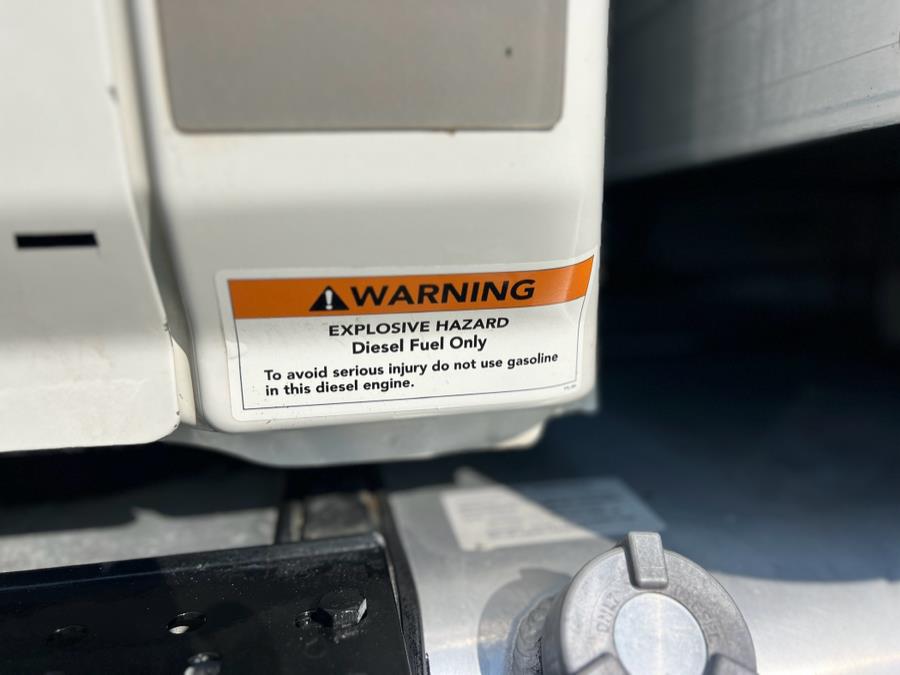 WARNING
EXPLOSIVE HAZARD
Diesel Fuel Only
To avoid serious injury do not use gasoline
in this diesel engine.